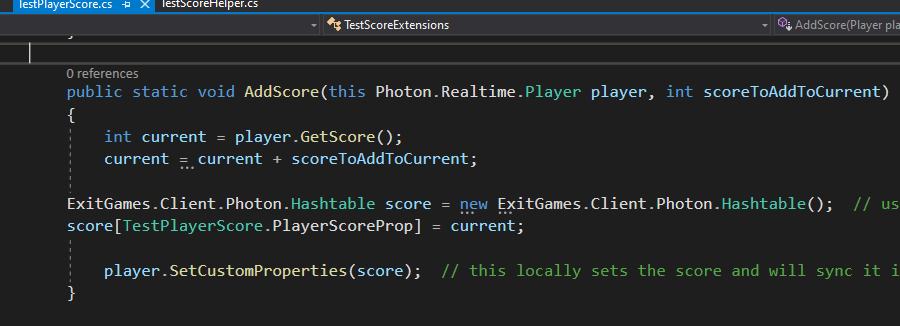 TestPlayerScore.cs
TestScoreHelper.cs
TestScoreExtensions
AddScore(Player pla
0 references
public static void AddScore(this Photon.Realtime.Player player, int scoreToAddToCurrent)
{
int current = player.GetScore();
current = current + scoreToAddToCurrent;
ExitGames.Client.Photon.Hashtable score = new ExitGames.Client.Photon.Hashtable();  // us
score[TestPlayerScore.PlayerScoreProp] = current;
player.SetCustomProperties(score);  // this locally sets the score and will sync it i
}